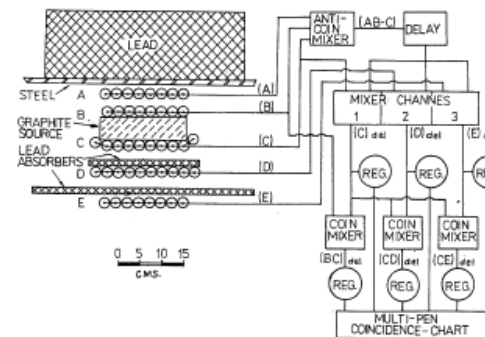 LEAD
STEEL
A
B
GRAPHITE
SOURCE
C
LEAD
ABSORBERS
D
E
0 5 10 15
CMS.
(A)
(B)
(C)
(D)
(E)
ANTI-
COIN
MIXER
(AB-C)
DELAY
MIXER CHANNES
1 2 3
(C) del
(D) del
(E)
REG.
REG.
COIN
MIXER
COIN
MIXER
COIN
MIXER
(BC) del
(CD) del
(CE) del
REG.
REG.
REG.
MULTI-PEN
COINCIDENCE-CHART